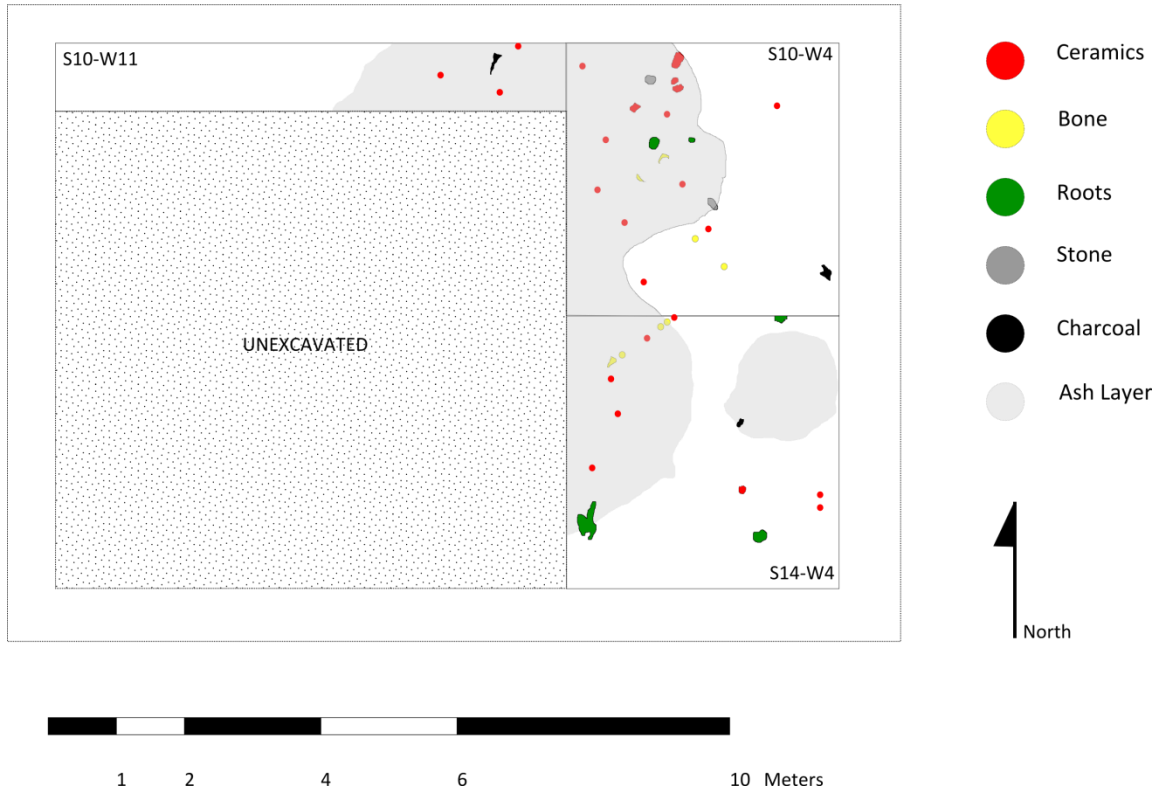 S10-W11
S10-W4
Ceramics
Bone
Roots
Stone
Charcoal
Ash Layer
UNEXCAVATED
S14-W4
North
1 2 4 6 10 Meters